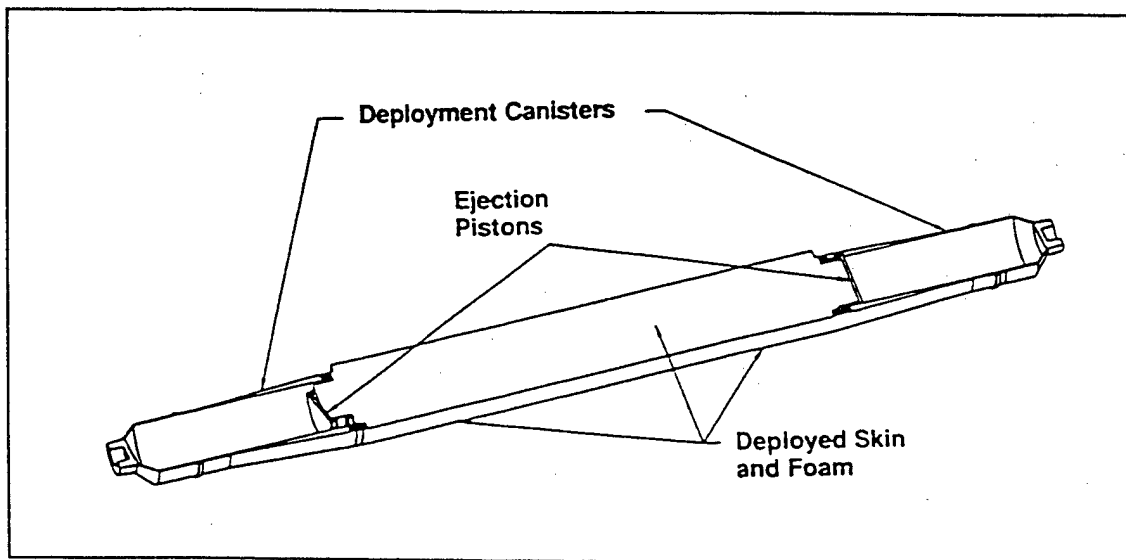 Deployment Canisters
Ejection
Pistons
Deployed Skin
and Foam